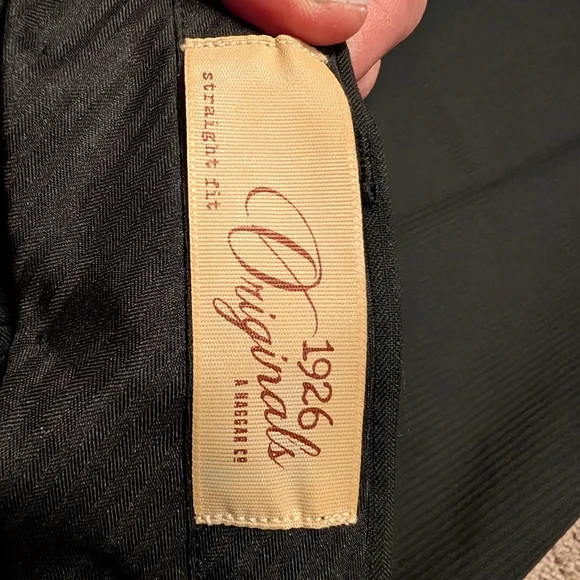 1926
Originals
A HAGGAR CO
straight fit